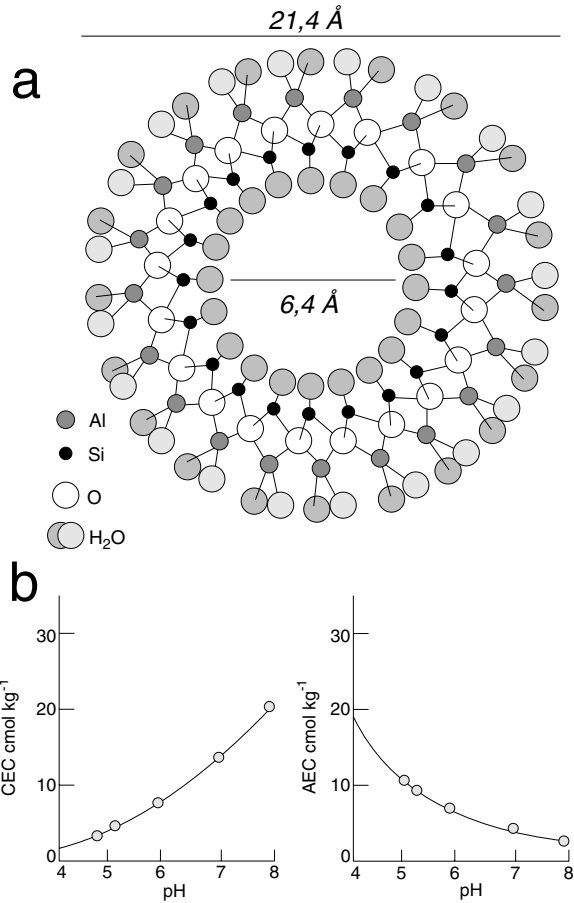 21,4 Å
a
6,4 Å
Al
Si
O
H₂O
b
30
20
10
0
4 5 6 7 8
pH
CEC cmol kg⁻¹
30
20
10
0
4 5 6 7 8
pH
AEC cmol kg⁻¹